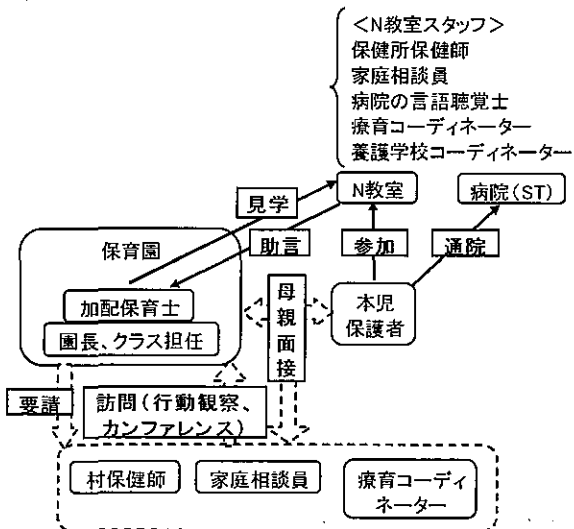 ＜N教室スタッフ＞
保健所保健師
家庭相談員
病院の言語聴覚士
療育コーディネーター
養護学校コーディネーター
N教室
病院(ST)
見学
助言
参加
通院
保育園
加配保育士
園長、クラス担任
母親面接
本児
保護者
要請
訪問(行動観察、
カンファレンス)
村保健師
家庭相談員
療育コーディ
ネーター